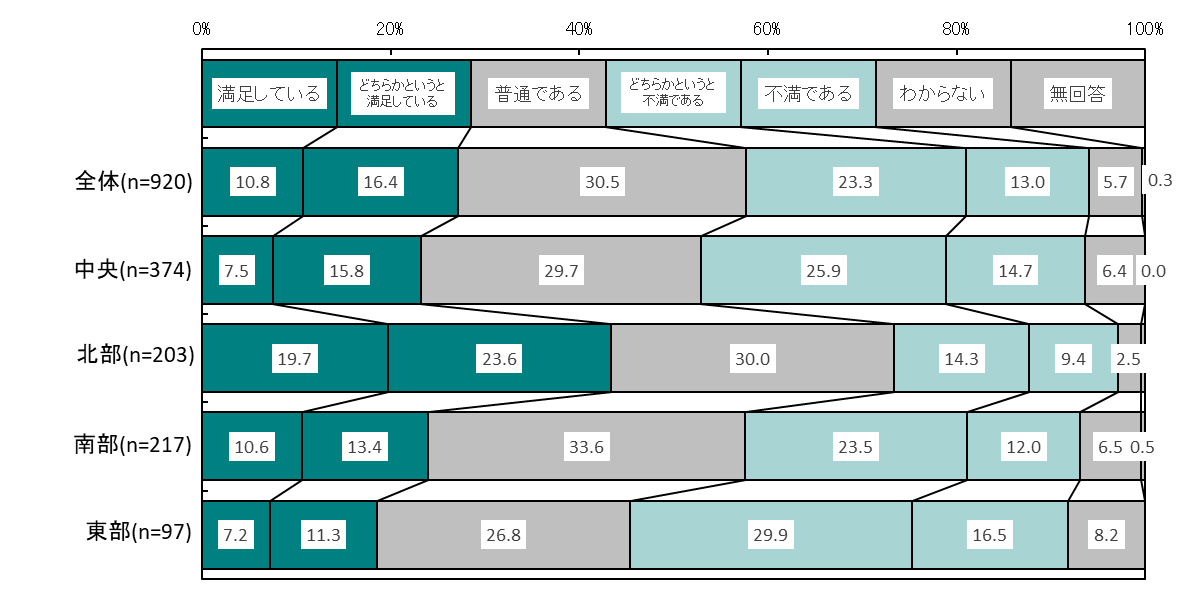 0% 20% 40% 60% 80% 100%
満足している どちらかというと 普通である どちらかというと 不満である わからない 無回答
満足している 不満である
全体(n=920) 10.8 16.4 30.5 23.3 13.0 5.7 0.3
中央(n=374) 7.5 15.8 29.7 25.9 14.7 6.4 0.0
北部(n=203) 19.7 23.6 30.0 14.3 9.4 2.5
南部(n=217) 10.6 13.4 33.6 23.5 12.0 6.5 0.5
東部(n=97) 7.2 11.3 26.8 29.9 16.5 8.2